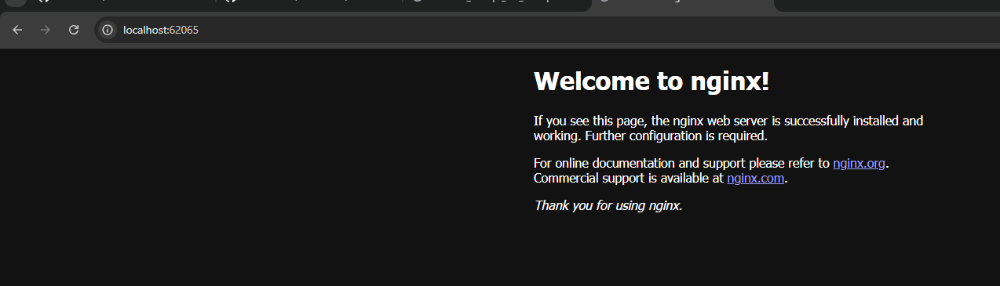 localhost:62065
Welcome to nginx!
If you see this page, the nginx web server is successfully installed and
working. Further configuration is required.
For online documentation and support please refer to nginx.org.
Commercial support is available at nginx.com.
Thank you for using nginx.